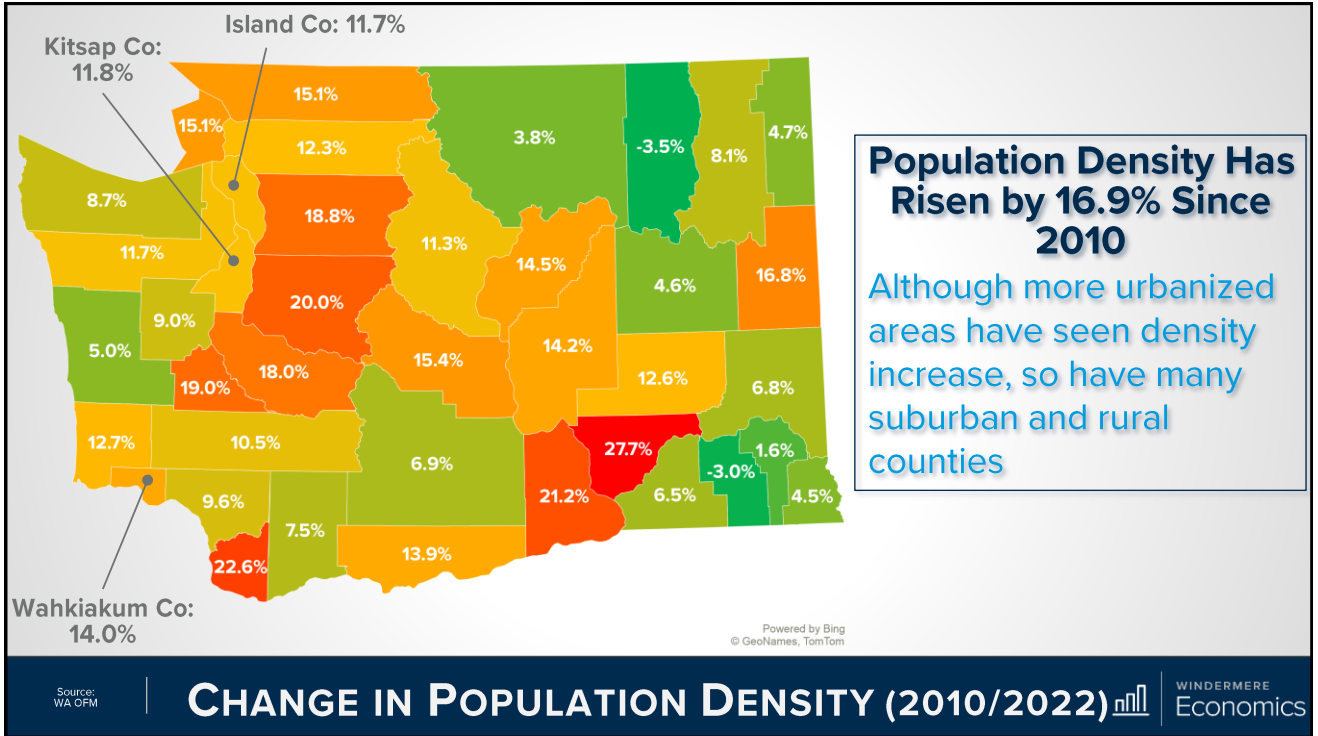 Island Co: 11.7%
Kitsap Co:
11.8%
15.1%
15.1%
12.3%
3.8%
-3.5%
8.1%
4.7%
8.7%
18.8%
11.7%
11.3%
14.5%
4.6%
16.8%
20.0%
9.0%
5.0%
15.4%
14.2%
12.6%
19.0%
18.0%
6.8%
12.7%
10.5%
6.9%
27.7%
-3.0%
1.6%
9.6%
7.5%
21.2%
6.5%
4.5%
22.6%
13.9%
Wahkiakum Co:
14.0%
Population Density Has
Risen by 16.9% Since
2010
Although more urbanized
areas have seen density
increase, so have many
suburban and rural
counties
Powered by Bing
© GeoNames, TomTom
Source:
WA OFM
CHANGE IN POPULATION DENSITY (2010/2022)
WINDERMERE
Economics